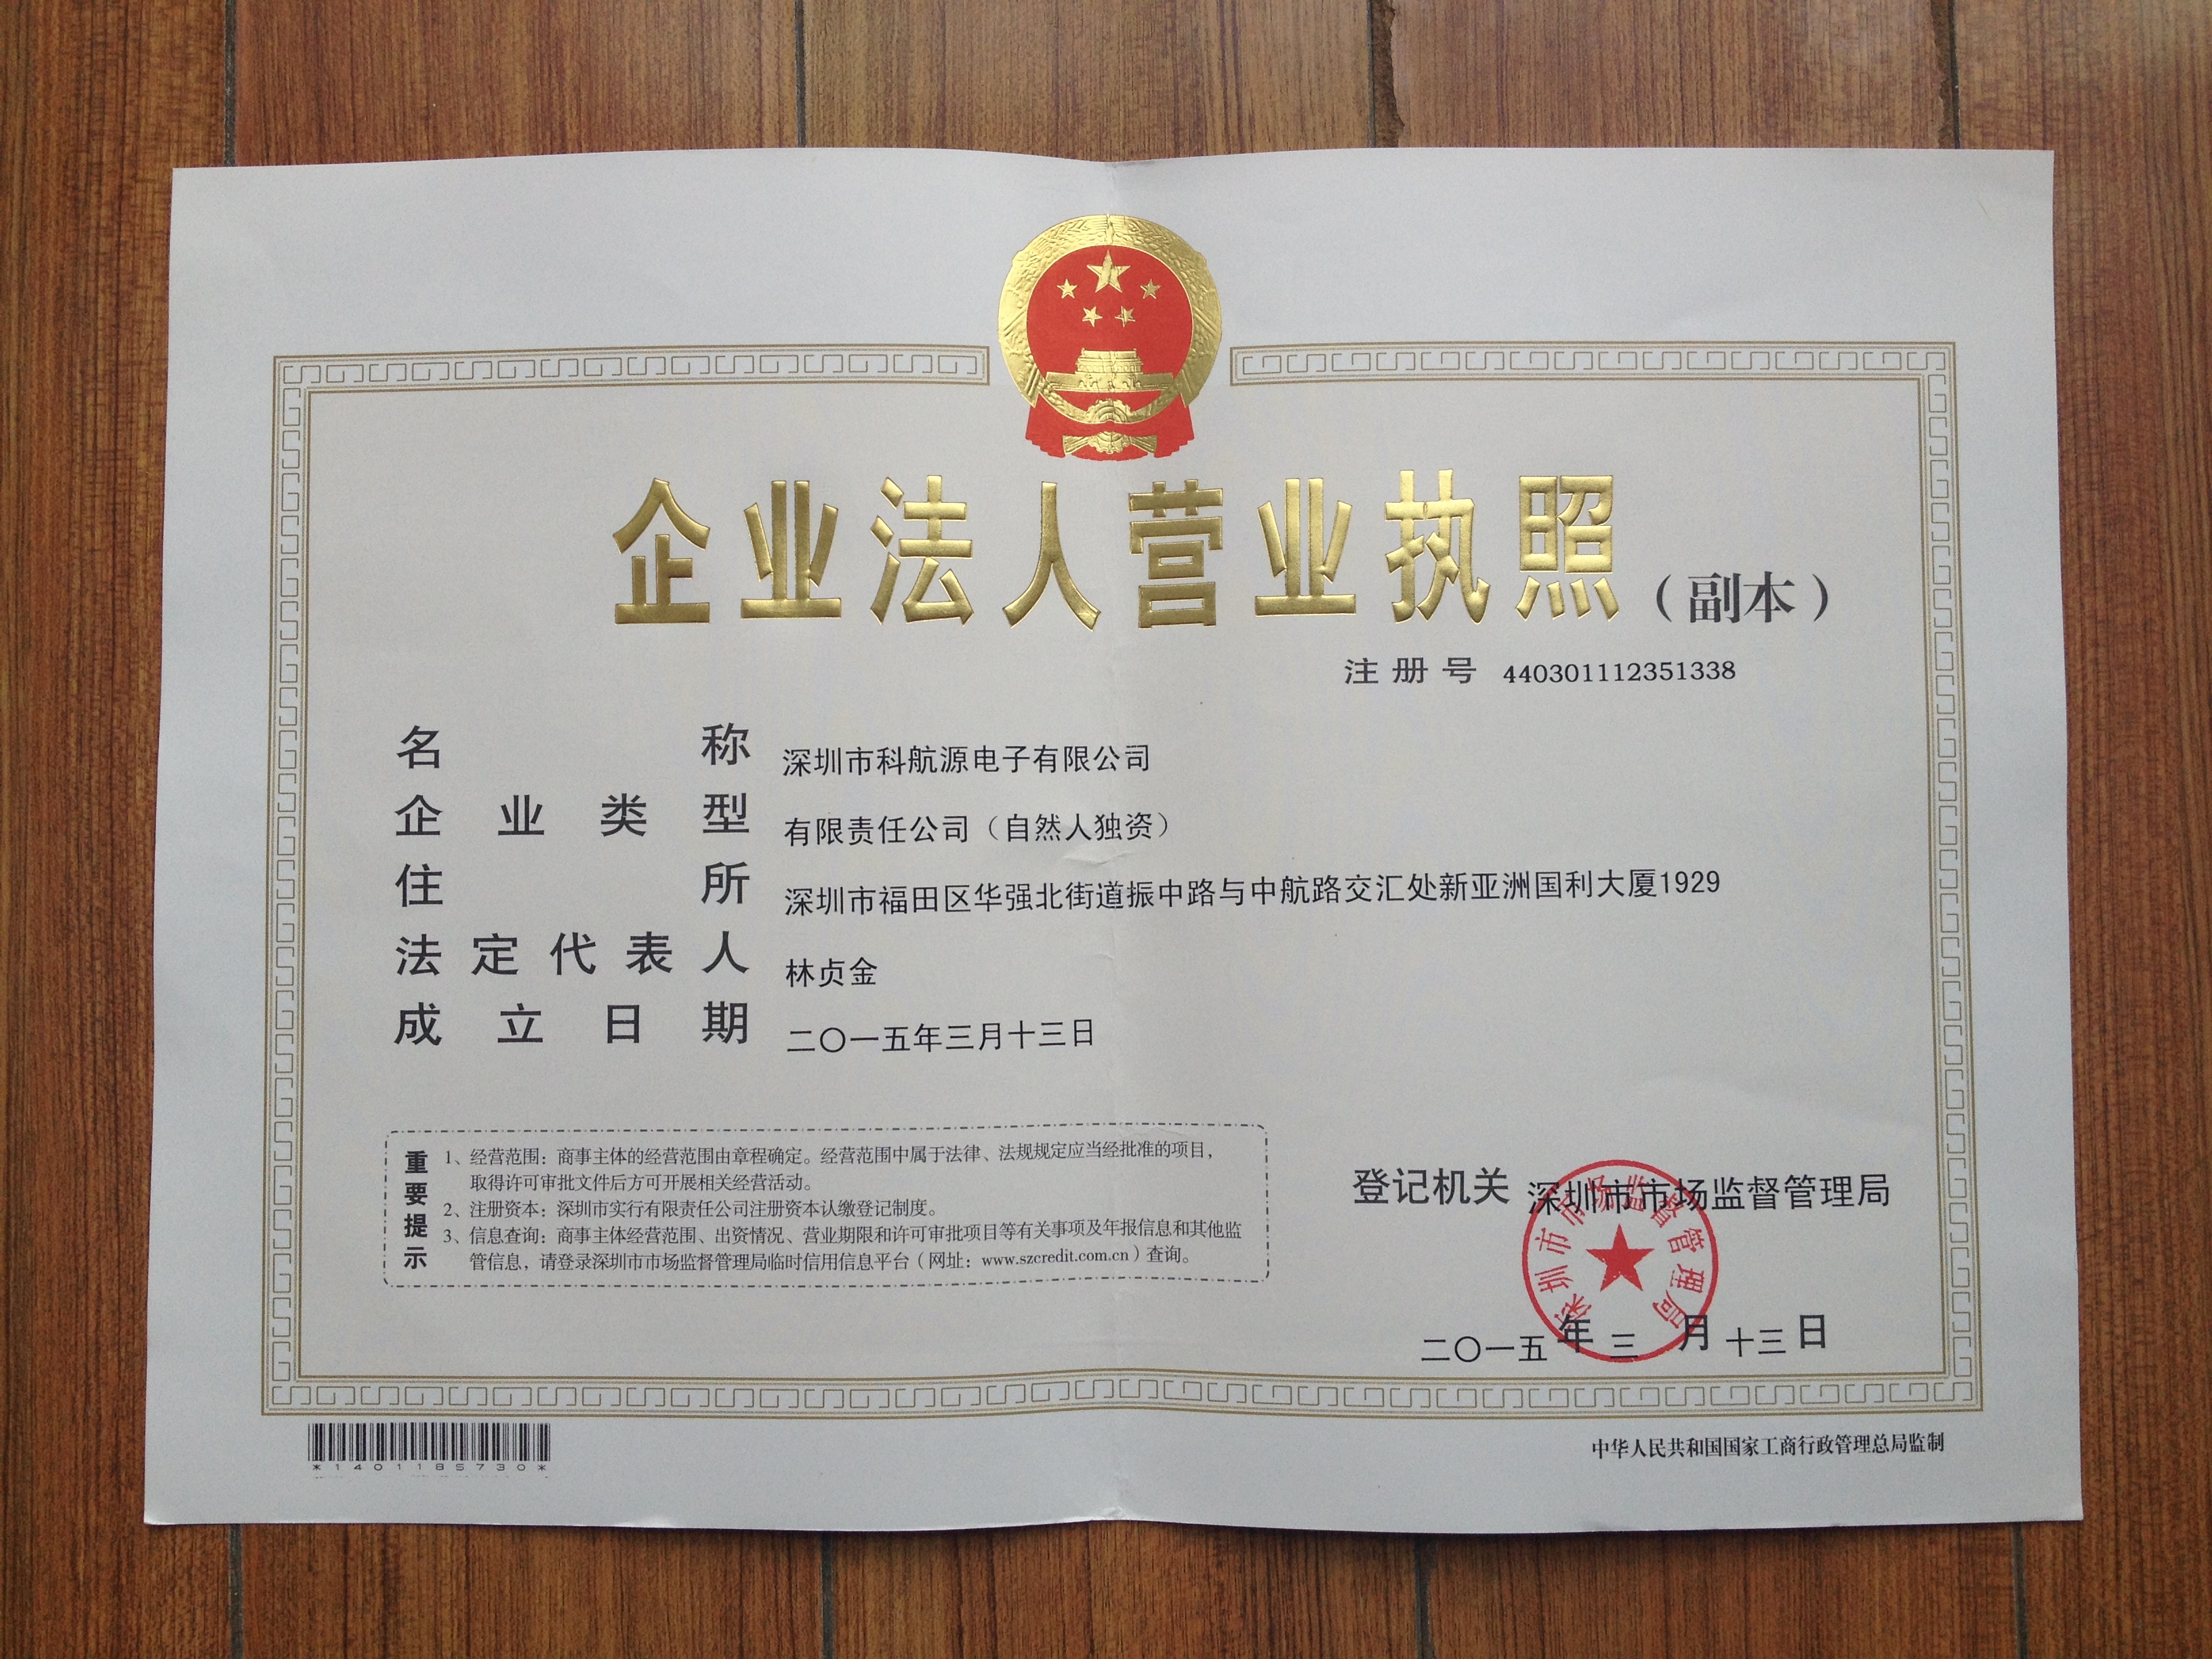 企业法人营业执照（副本）
注册号 440301112351338
名称 深圳市科航源电子有限公司
企业类型 有限责任公司（自然人独资）
住所 深圳市福田区华强北街道振中路与中航路交汇处新亚洲国利大厦1929
法定代表人 林贞金
成立日期 二〇一五年三月十三日
重要提示
1、经营范围：商事主体的经营范围由章程确定。经营范围中属于法律、法规规定应当经批准的项目，
取得许可审批文件后方可开展相关经营活动。
2、注册资本：深圳市实行有限责任公司注册资本认缴登记制度。
3、信息查询：商事主体经营范围、出资情况、营业期限和许可审批项目等有关事项及年报信息和其他监
管信息，请登录深圳市市场监督管理局临时信用信息平台（网址：www.szcredit.com.cn）查询。
登记机关 深圳市市场监督管理局
深圳市市场监督管理局
二〇一五年三月十三日
*1401185730*
中华人民共和国国家工商行政管理总局监制